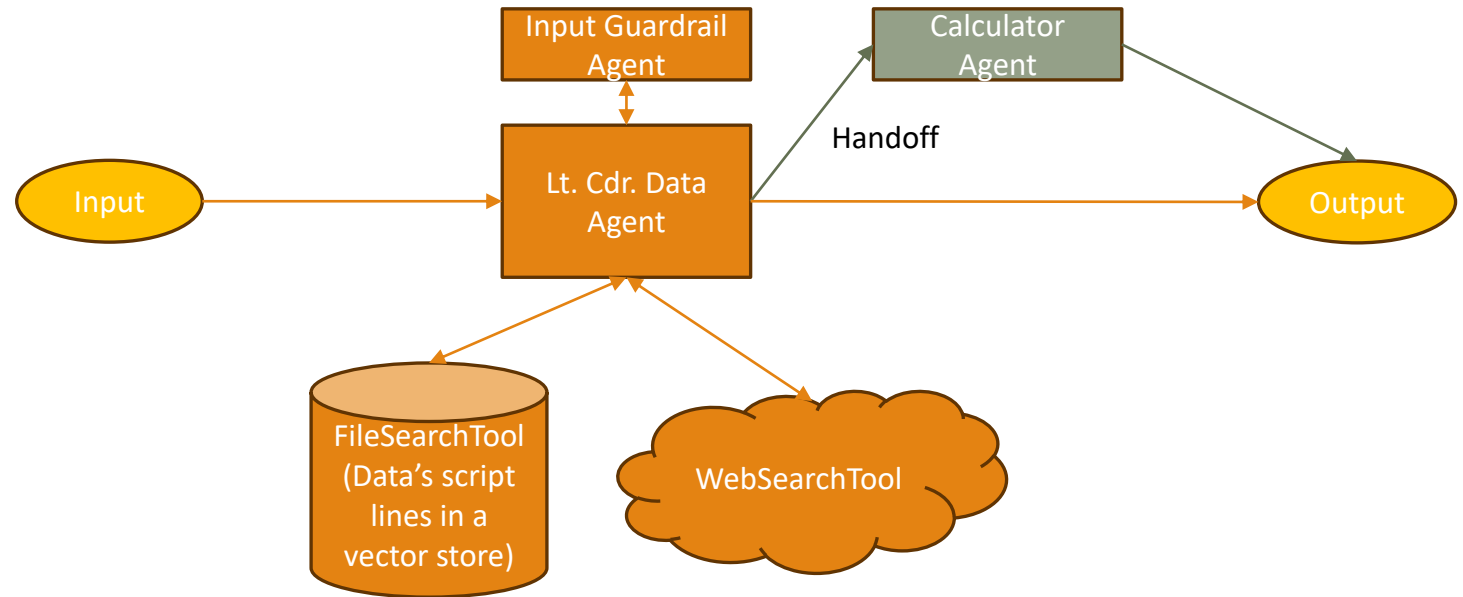 Input Guardrail
Agent
Calculator
Agent
Handoff
Input
Lt. Cdr. Data
Agent
Output
FileSearchTool
(Data’s script
lines in a
vector store)
WebSearchTool